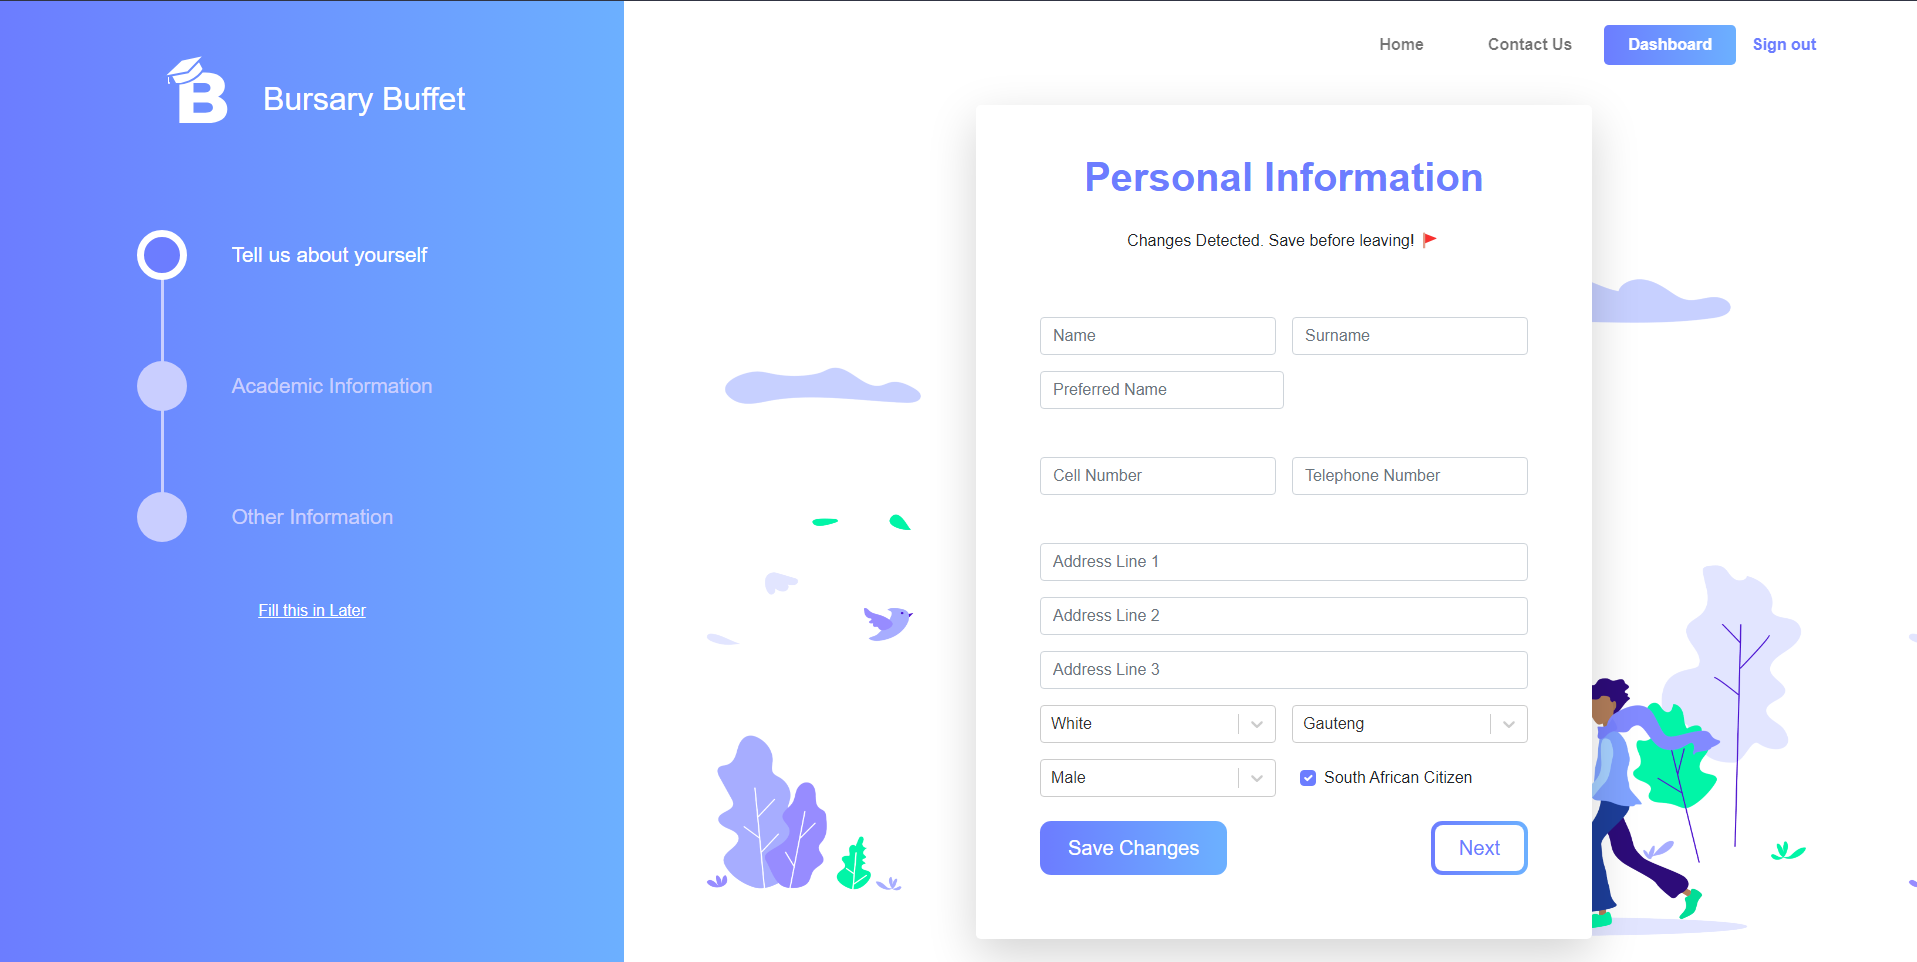 Home
Contact Us
Dashboard
Sign out
B
Bursary Buffet
Tell us about yourself
Academic Information
Other Information
Fill this in Later
Personal Information
Changes Detected. Save before leaving!
Name
Surname
Preferred Name
Cell Number
Telephone Number
Address Line 1
Address Line 2
Address Line 3
White
Gauteng
Male
South African Citizen
Save Changes
Next